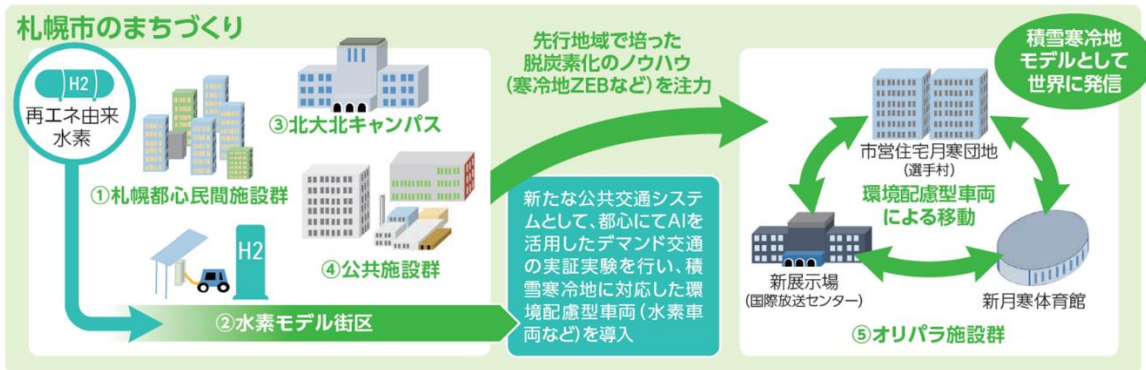 札幌市のまちづくり
H2
再エネ由来
水素
①札幌都心民間施設群
③北大北キャンパス
④公共施設群
H2
②水素モデル街区
先行地域で培った
脱炭素化のノウハウ
(寒冷地ZEBなど)を注力
新たな公共交通システ
ムとして、都心にてAIを
活用したデマンド交通
の実証実験を行い、積
雪寒冷地に対応した環
境配慮型車両(水素車
両など)を導入
積雪寒冷地
モデルとして
世界に発信
市営住宅月寒団地
(選手村)
環境配慮型車両
による移動
新展示場
(国際放送センター)
新月寒体育館
⑤オリパラ施設群